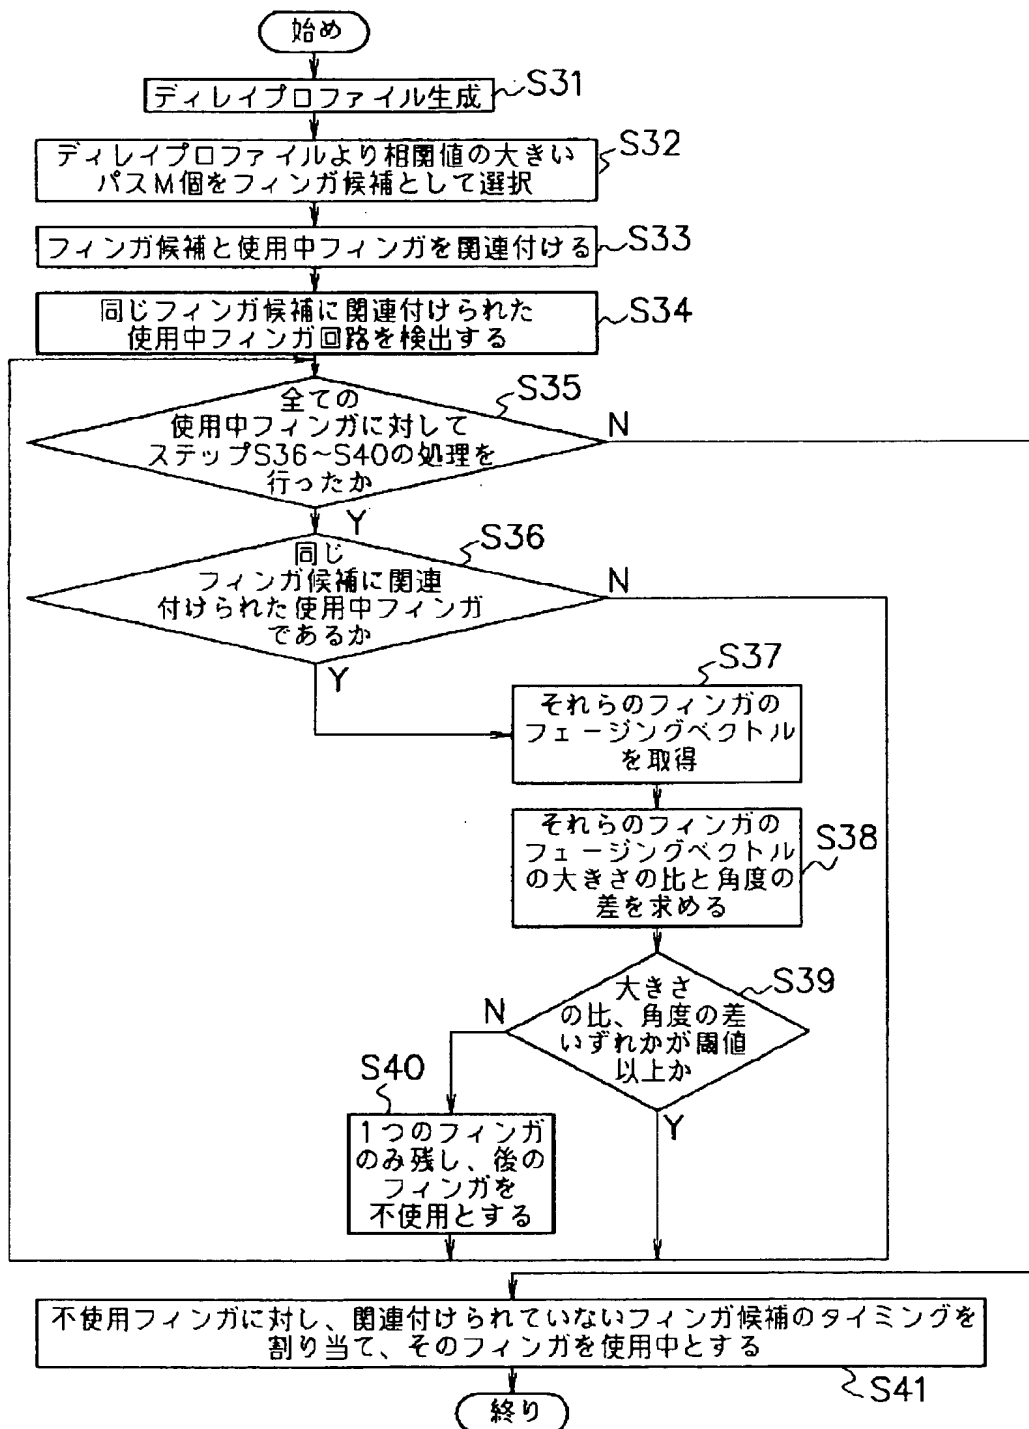 始め
ディレイプロファイル生成
S31
ディレイプロファイルより相関値の大きい
パスM個をフィンガ候補として選択
S32
フィンガ候補と使用中フィンガを関連付ける
S33
同じフィンガ候補に関連付けられた
使用中フィンガ回路を検出する
S34
S35
全ての
使用中フィンガに対して
ステップS36~S40の処理を
行ったか
N
Y
S36
同じ
フィンガ候補に関連
付けられた使用中フィンガ
であるか
N
Y
S37
それらのフィンガの
フェージングベクトル
を取得
それらのフィンガの
フェージングベクトル
の大きさの比と角度の
差を求める
S38
S39
大きさ
の比、角度の差
いずれかが閾値
以上か
N
Y
S40
1つのフィンガ
のみ残し、後の
フィンガを
不使用とする
不使用フィンガに対し、関連付けられていないフィンガ候補のタイミングを
割り当て、そのフィンガを使用中とする
S41
終り